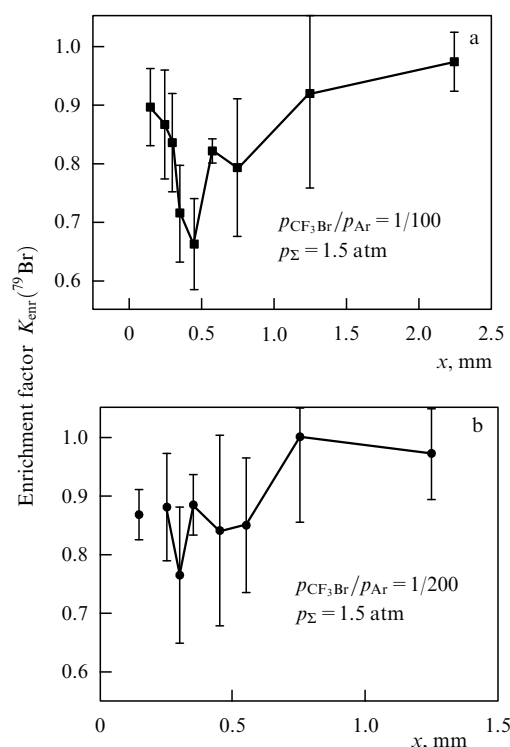 Enrichment factor K_enr(⁷⁹Br)
a
1.0
0.9
0.8
0.7
0.6
p_CF₃Br/p_Ar = 1/100
p_Σ = 1.5 atm
0 0.5 1.0 1.5 2.0 2.5
x, mm
b
1.0
0.9
0.8
0.7
0.6
p_CF₃Br/p_Ar = 1/200
p_Σ = 1.5 atm
0 0.5 1.0 1.5
x, mm